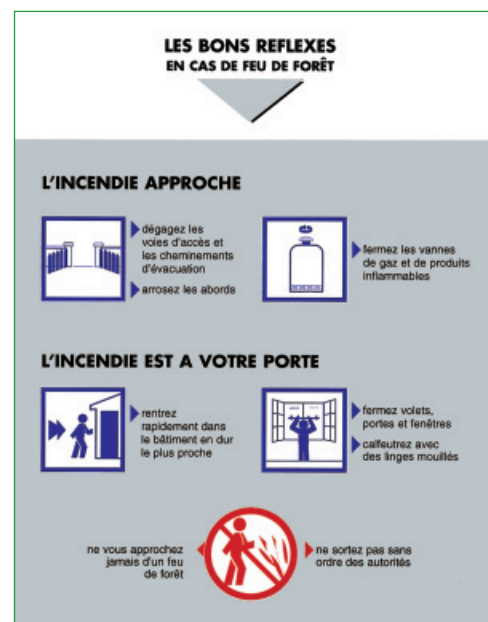 LES BONS REFLEXES
EN CAS DE FEU DE FORÊT
L'INCENDIE APPROCHE
dégagez les
voies d'accès et
les cheminements
d'évacuation
arrosez les abords
fermez les vannes
de gaz et de produits
inflammables
L'INCENDIE EST A VOTRE PORTE
rentrez
rapidement dans
le bâtiment en dur
le plus proche
fermez volets,
portes et fenêtres
calfeutrez avec
des linges mouillés
ne vous approchez
jamais d'un feu
de forêt
ne sortez pas sans
ordre des autorités